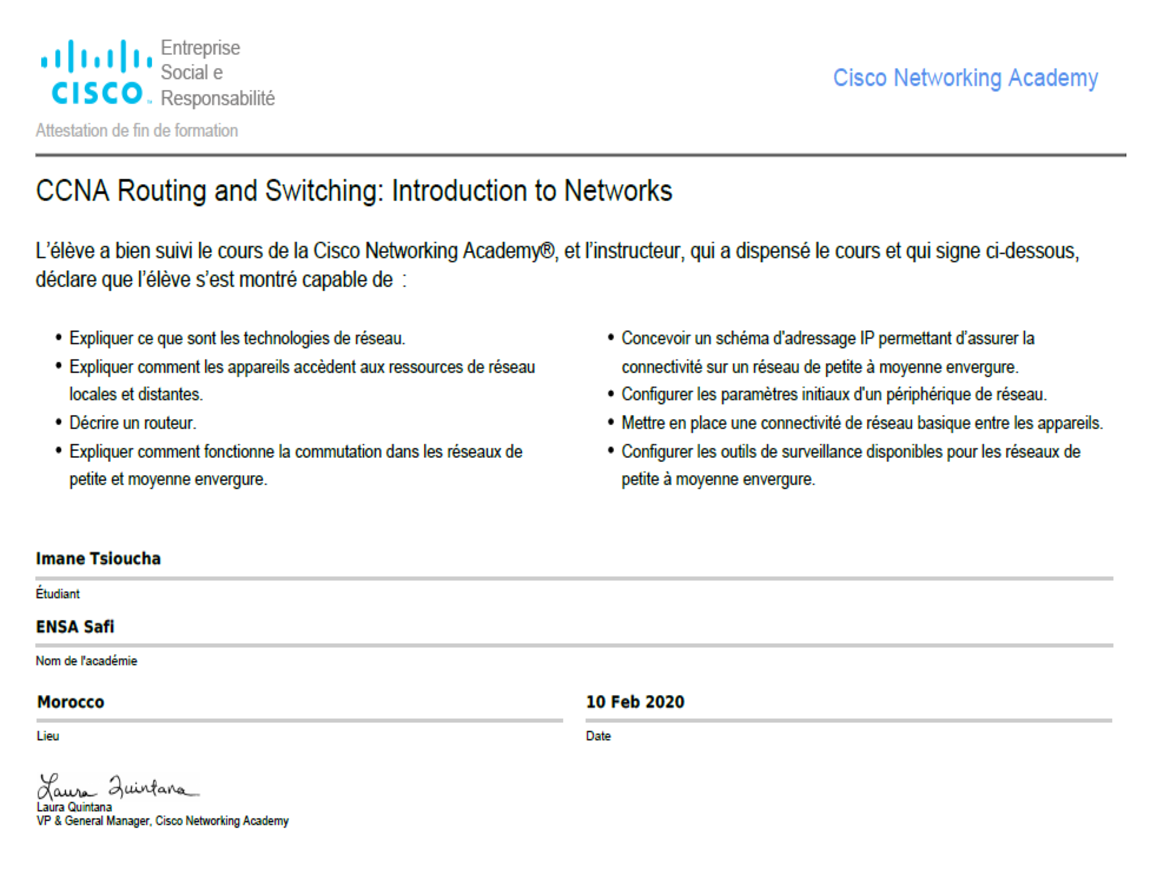 CISCO
Entreprise
Social e
Responsabilité
Cisco Networking Academy
Attestation de fin de formation
CCNA Routing and Switching: Introduction to Networks
L’élève a bien suivi le cours de la Cisco Networking Academy®, et l’instructeur, qui a dispensé le cours et qui signe ci-dessous,
déclare que l’élève s’est montré capable de :
• Expliquer ce que sont les technologies de réseau.
• Expliquer comment les appareils accèdent aux ressources de réseau
locales et distantes.
• Décrire un routeur.
• Expliquer comment fonctionne la commutation dans les réseaux de
petite et moyenne envergure.
• Concevoir un schéma d'adressage IP permettant d’assurer la
connectivité sur un réseau de petite à moyenne envergure.
• Configurer les paramètres initiaux d'un périphérique de réseau.
• Mettre en place une connectivité de réseau basique entre les appareils.
• Configurer les outils de surveillance disponibles pour les réseaux de
petite à moyenne envergure.
Imane Tsioucha
Étudiant
ENSA Safi
Nom de l'académie
Morocco
Lieu
10 Feb 2020
Date
Laura Quintana
Laura Quintana
VP & General Manager, Cisco Networking Academy